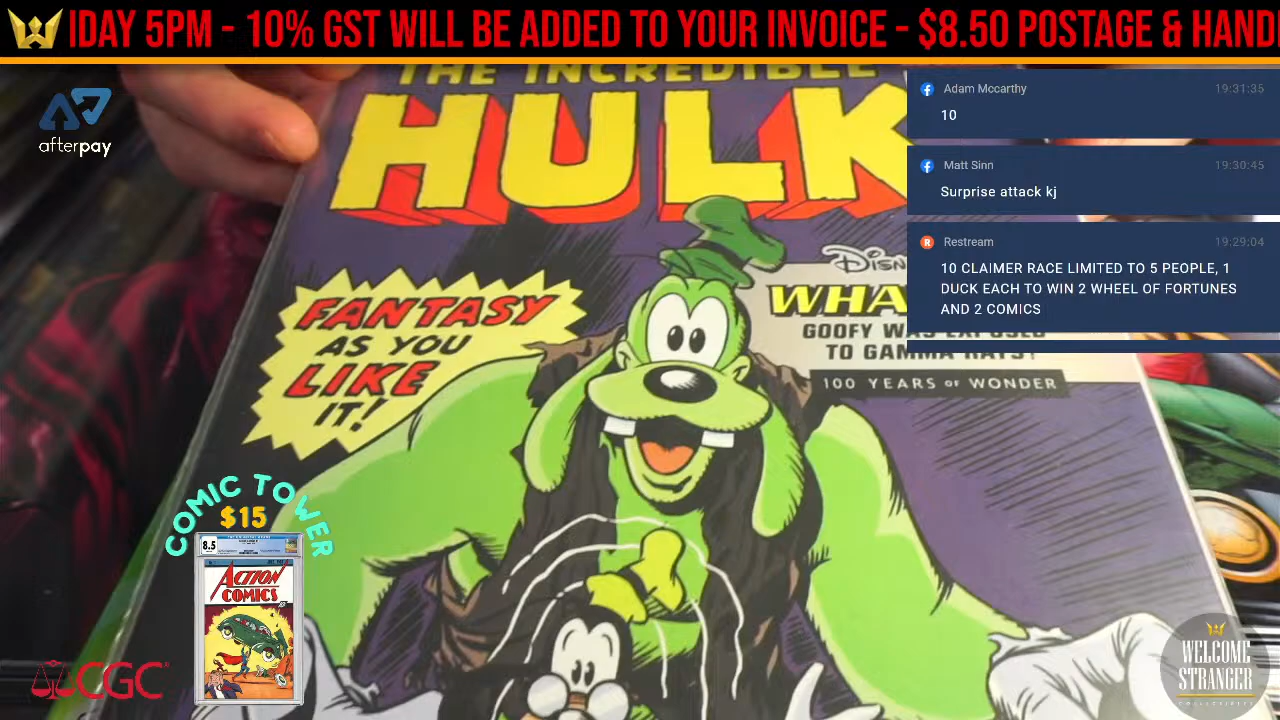 IDAY 5PM - 10% GST WILL BE ADDED TO YOUR INVOICE - $8.50 POSTAGE & HANDI
afterpay
THE INCREDIBLE
HULK
FANTASY
AS YOU
LIKE
IT!
WHA
GOOFY WAS EXPOSED
TO GAMMA RAYS!
100 YEARS OF WONDER
Adam Mccarthy 19:31:35
10
Matt Sinn 19:30:45
Surprise attack kj
Restream 19:29:04
10 CLAIMER RACE LIMITED TO 5 PEOPLE, 1
DUCK EACH TO WIN 2 WHEEL OF FORTUNES
AND 2 COMICS
COMIC TOWER
$15
8.5
ACTION
COMICS
CGC
WELCOME
STRANGER
COLLECTIBLES